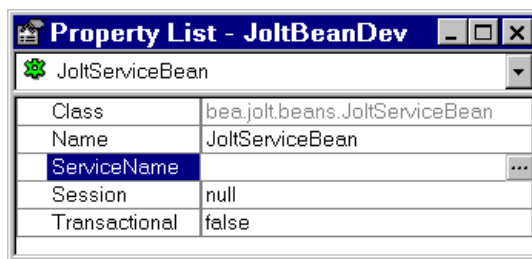 Property List - JoltBeanDev
JoltServiceBean
Class bea.jolt.beans.JoltServiceBean
Name JoltServiceBean
ServiceName ...
Session null
Transactional false